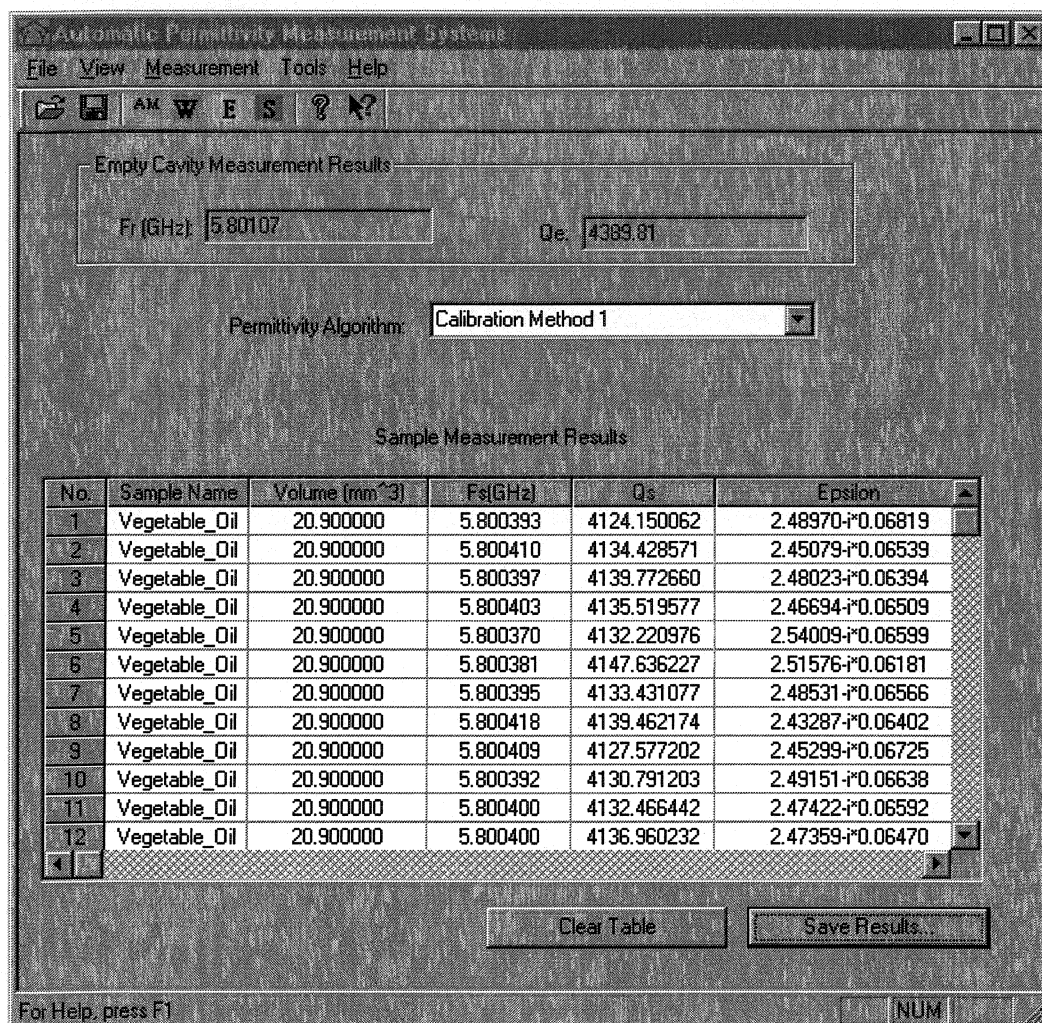 Automatic Permittivity Measurement Systems
File View Measurement Tools Help
AM W E S ? ?
Empty Cavity Measurement Results
Fr (GHz): 5.80107 Qe. 4389.81
Permittivity Algorithm: Calibration Method 1
Sample Measurement Results
No. Sample Name Volume (mm^3) Fs(GHz) Qs Epsilon
1 Vegetable_Oil 20.900000 5.800393 4124.150062 2.48970-i*0.06819
2 Vegetable_Oil 20.900000 5.800410 4134.428571 2.45079-i*0.06539
3 Vegetable_Oil 20.900000 5.800397 4139.772660 2.48023-i*0.06394
4 Vegetable_Oil 20.900000 5.800403 4135.519577 2.46694-i*0.06509
5 Vegetable_Oil 20.900000 5.800370 4132.220976 2.54009-i*0.06599
6 Vegetable_Oil 20.900000 5.800381 4147.636227 2.51576-i*0.06181
7 Vegetable_Oil 20.900000 5.800395 4133.431077 2.48531-i*0.06566
8 Vegetable_Oil 20.900000 5.800418 4139.462174 2.43287-i*0.06402
9 Vegetable_Oil 20.900000 5.800409 4127.577202 2.45299-i*0.06725
10 Vegetable_Oil 20.900000 5.800392 4130.791203 2.49151-i*0.06638
11 Vegetable_Oil 20.900000 5.800400 4132.466442 2.47422-i*0.06592
12 Vegetable_Oil 20.900000 5.800400 4136.960232 2.47359-i*0.06470
Clear Table Save Results...
For Help, press F1 NUM